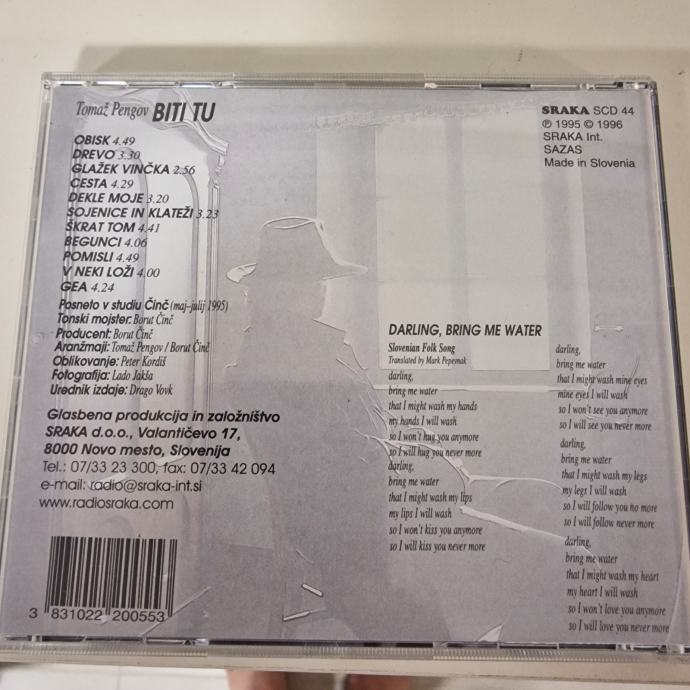 Tomaž Pengov BITI TU
OBISK 4.49
DREVO 3.30
GLAŽEK VINČKA 2.56
CESTA 4.29
DEKLE MOJE 3.20
SOJENICE IN KLATEŽI 3.23
ŠKRAT TOM 4.41
BEGUNCI 4.06
POMISLI 4.49
V NEKI LOŽI 4.00
GEA 4.24
Posneto v studiu Činč (maj-julij 1995)
Tonski mojster: Borut Činč
Producent: Borut Činč
Aranžmaji: Tomaž Pengov / Borut Činč
Oblikovanje: Peter Kordiš
Fotografija: Lado Jakša
Urednik izdaje: Drago Vovk
Glasbena produkcija in založništvo
SRAKA d.o.o., Valantičevo 17,
8000 Novo mesto, Slovenija
Tel.: 07/33 23 300, fax: 07/33 42 094
e-mail: radio@sraka-int.si
www.radiosraka.com
3 831022 200553
SRAKA SCD 44
℗ 1995 © 1996
SRAKA Int.
SAZAS
Made in Slovenia
DARLING, BRING ME WATER
Slovenian Folk Song
Translated by Mark Pepernak
darling,
bring me water
that I might wash my hands
my hands I will wash
so I won't hug you anymore
so I will hug you never more
darling,
bring me water
that I might wash my lips
my lips I will wash
so I won't kiss you anymore
so I will kiss you never more
darling,
bring me water
that I might wash mine eyes
mine eyes I will wash
so I won't see you anymore
so I will see you never more
darling,
bring me water
that I might wash my legs
my legs I will wash
so I will follow you no more
so I will follow never more
darling,
bring me water
that I might wash my heart
my heart I will wash
so I won't love you anymore
so I will love you never more